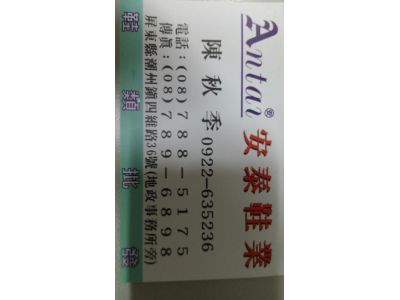 Antai®
安泰鞋業
陳秋季 0922-635236
電話:(08)788-5175
傳真:(08)789-6898
屏東縣潮州鎮四維路36號(地政事務所旁)
鞋類批發